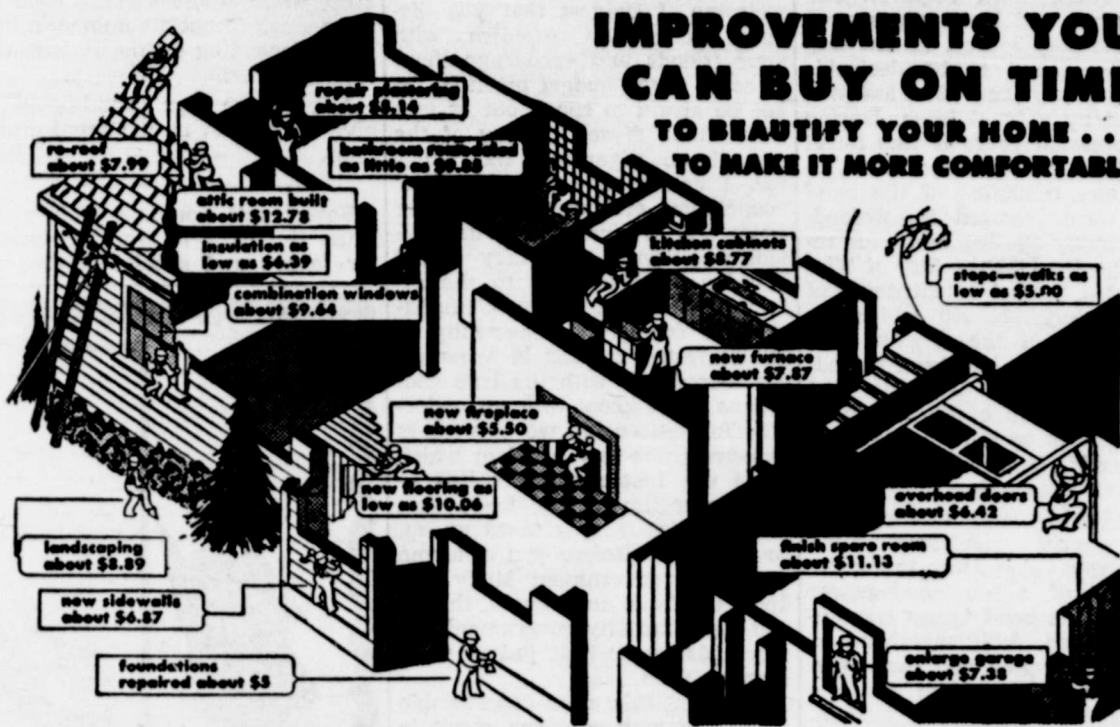 IMPROVEMENTS YOU
CAN BUY ON TIME
TO BEAUTIFY YOUR HOME . .
TO MAKE IT MORE COMFORTABLE
repair plastering
about $8.14
re-roof
about $7.99
bathroom remodeled
as little as $9.88
attic room built
about $12.78
insulation as
low as $6.39
combination windows
about $9.64
kitchen cabinets
about $8.77
steps—walks as
low as $5.00
new furnace
about $7.87
new fireplace
about $5.50
new flooring as
low as $10.06
overhead doors
about $6.42
landscaping
about $8.89
finish spare room
about $11.13
new sidewalls
about $6.87
foundations
repaired about $5
enlarge garage
about $7.38